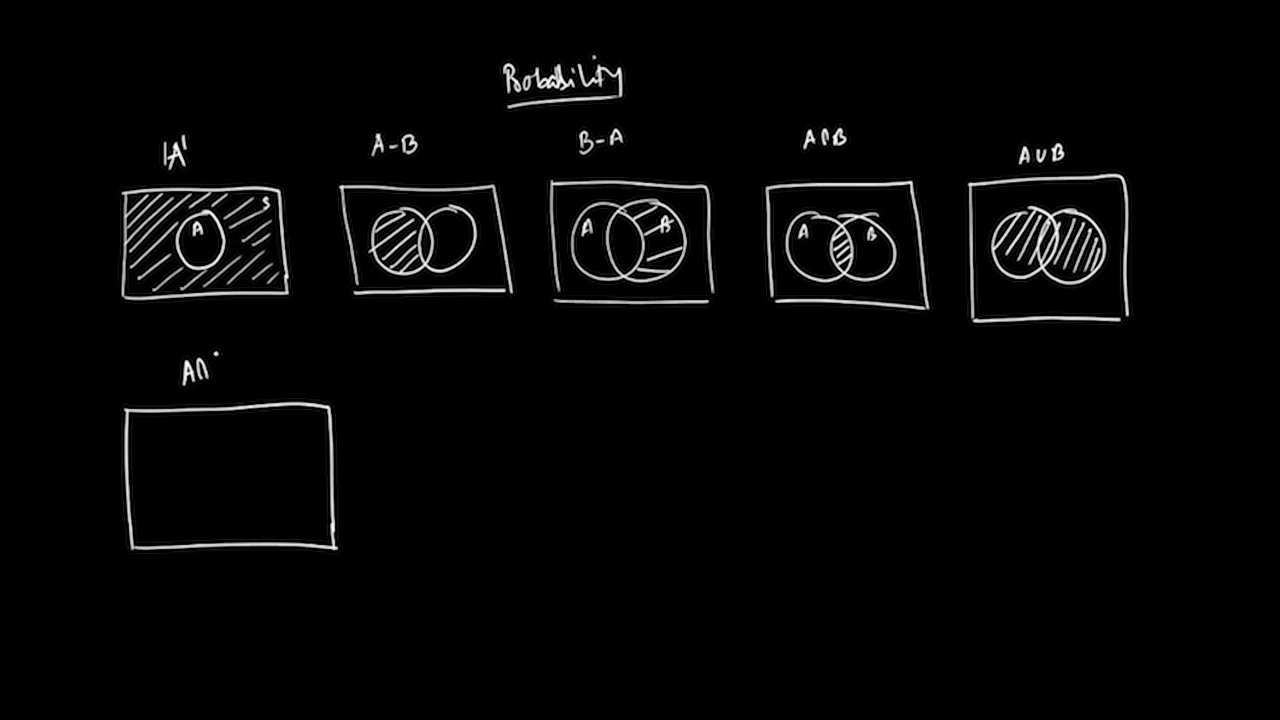 Probability
A' A-B B-A A∩B A∪B
S
A A A A B
A∩